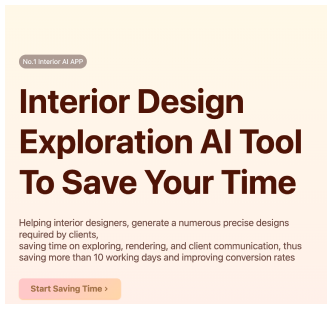 No.1 Interior AI APP
Interior Design
Exploration AI Tool
To Save Your Time
Helping interior designers, generate a numerous precise designs
required by clients,
saving time on exploring, rendering, and client communication, thus
saving more than 10 working days and improving conversion rates
Start Saving Time ›